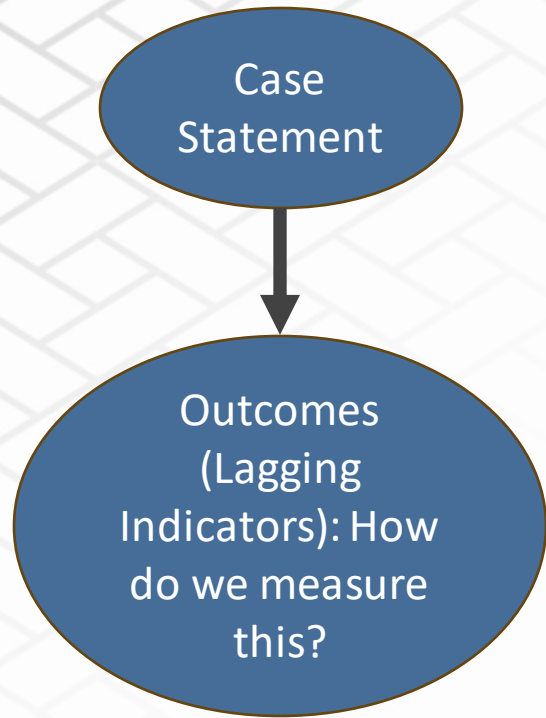 Case
Statement
Outcomes
(Lagging
Indicators): How
do we measure
this?